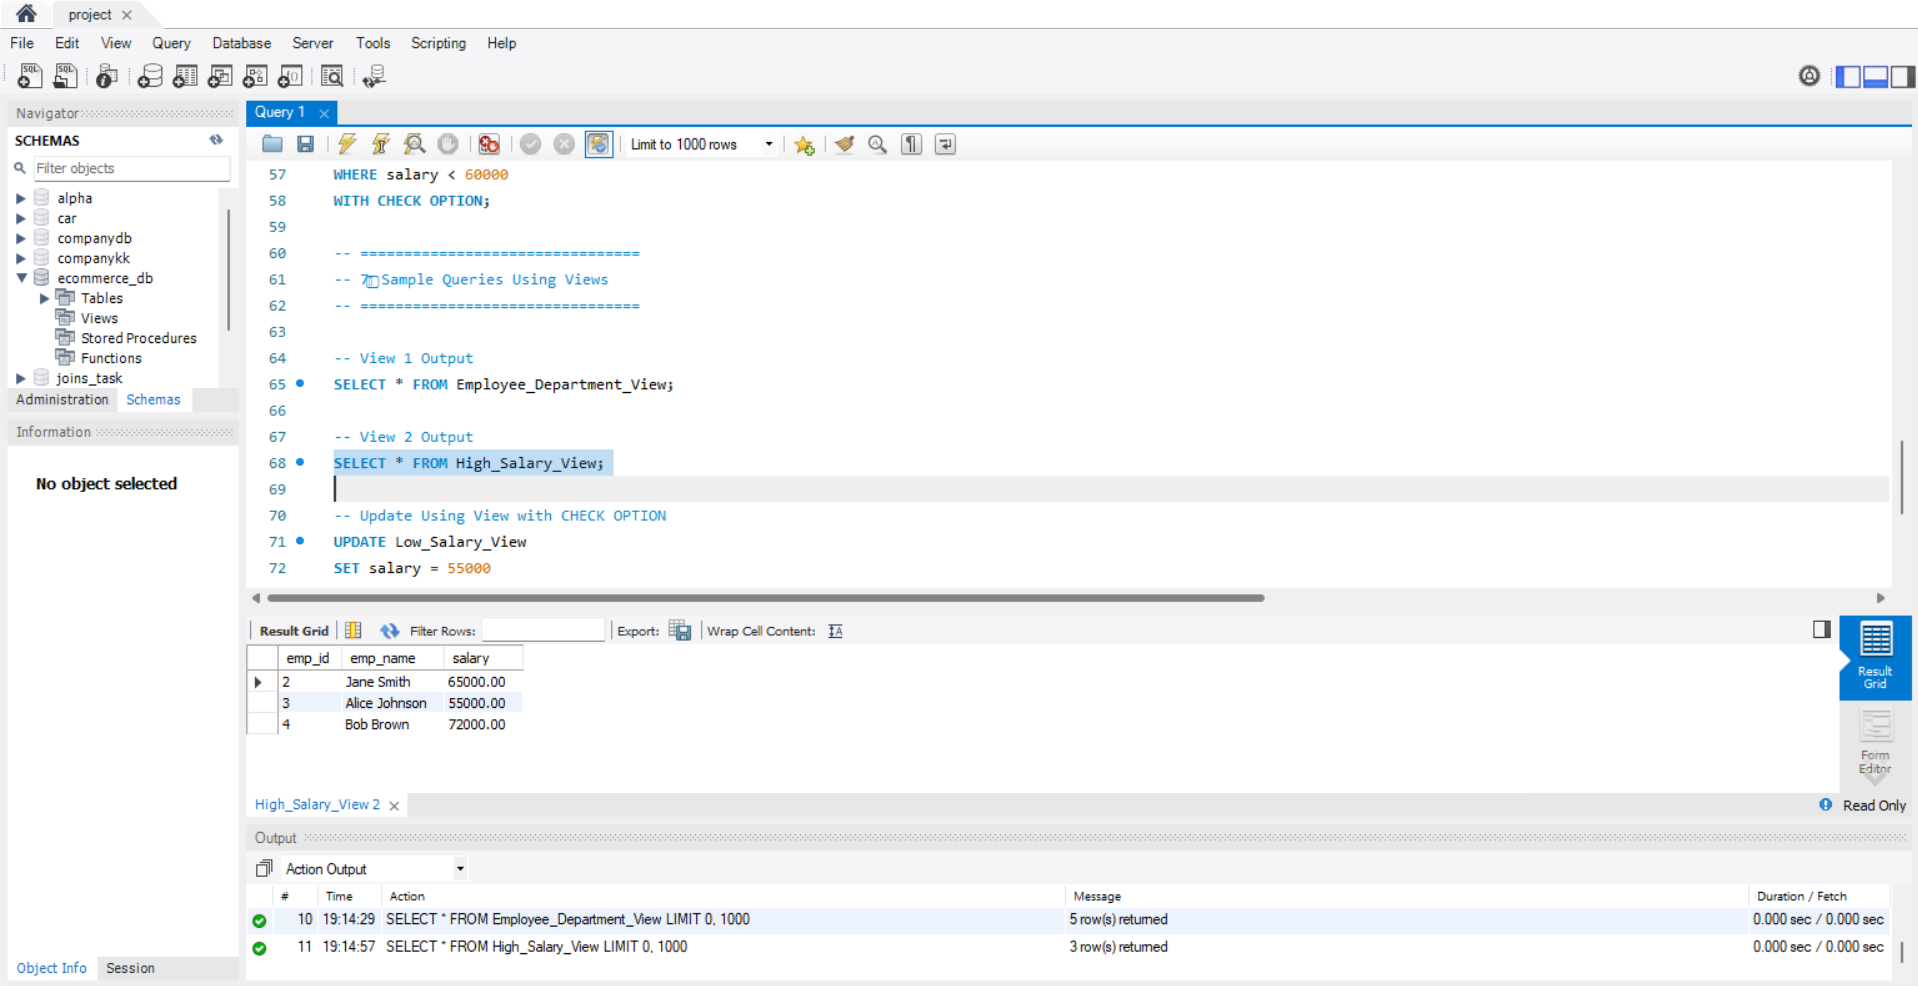 project ×
File Edit View Query Database Server Tools Scripting Help
Navigator
SCHEMAS
Filter objects
alpha
car
companydb
companykk
ecommerce_db
Tables
Views
Stored Procedures
Functions
joins_task
Administration Schemas
Information
No object selected
Object Info Session
Query 1 ×
Limit to 1000 rows
57 WHERE salary < 60000
58 WITH CHECK OPTION;
59
60 -- ================================
61 -- 7 Sample Queries Using Views
62 -- ================================
63
64 -- View 1 Output
65 SELECT * FROM Employee_Department_View;
66
67 -- View 2 Output
68 SELECT * FROM High_Salary_View;
69
70 -- Update Using View with CHECK OPTION
71 UPDATE Low_Salary_View
72 SET salary = 55000
Result Grid Filter Rows: Export: Wrap Cell Content:
emp_id emp_name salary
2 Jane Smith 65000.00
3 Alice Johnson 55000.00
4 Bob Brown 72000.00
Result
Grid
Form
Editor
High_Salary_View 2 ×
Read Only
Output
Action Output
# Time Action Message Duration / Fetch
10 19:14:29 SELECT * FROM Employee_Department_View LIMIT 0, 1000 5 row(s) returned 0.000 sec / 0.000 sec
11 19:14:57 SELECT * FROM High_Salary_View LIMIT 0, 1000 3 row(s) returned 0.000 sec / 0.000 sec